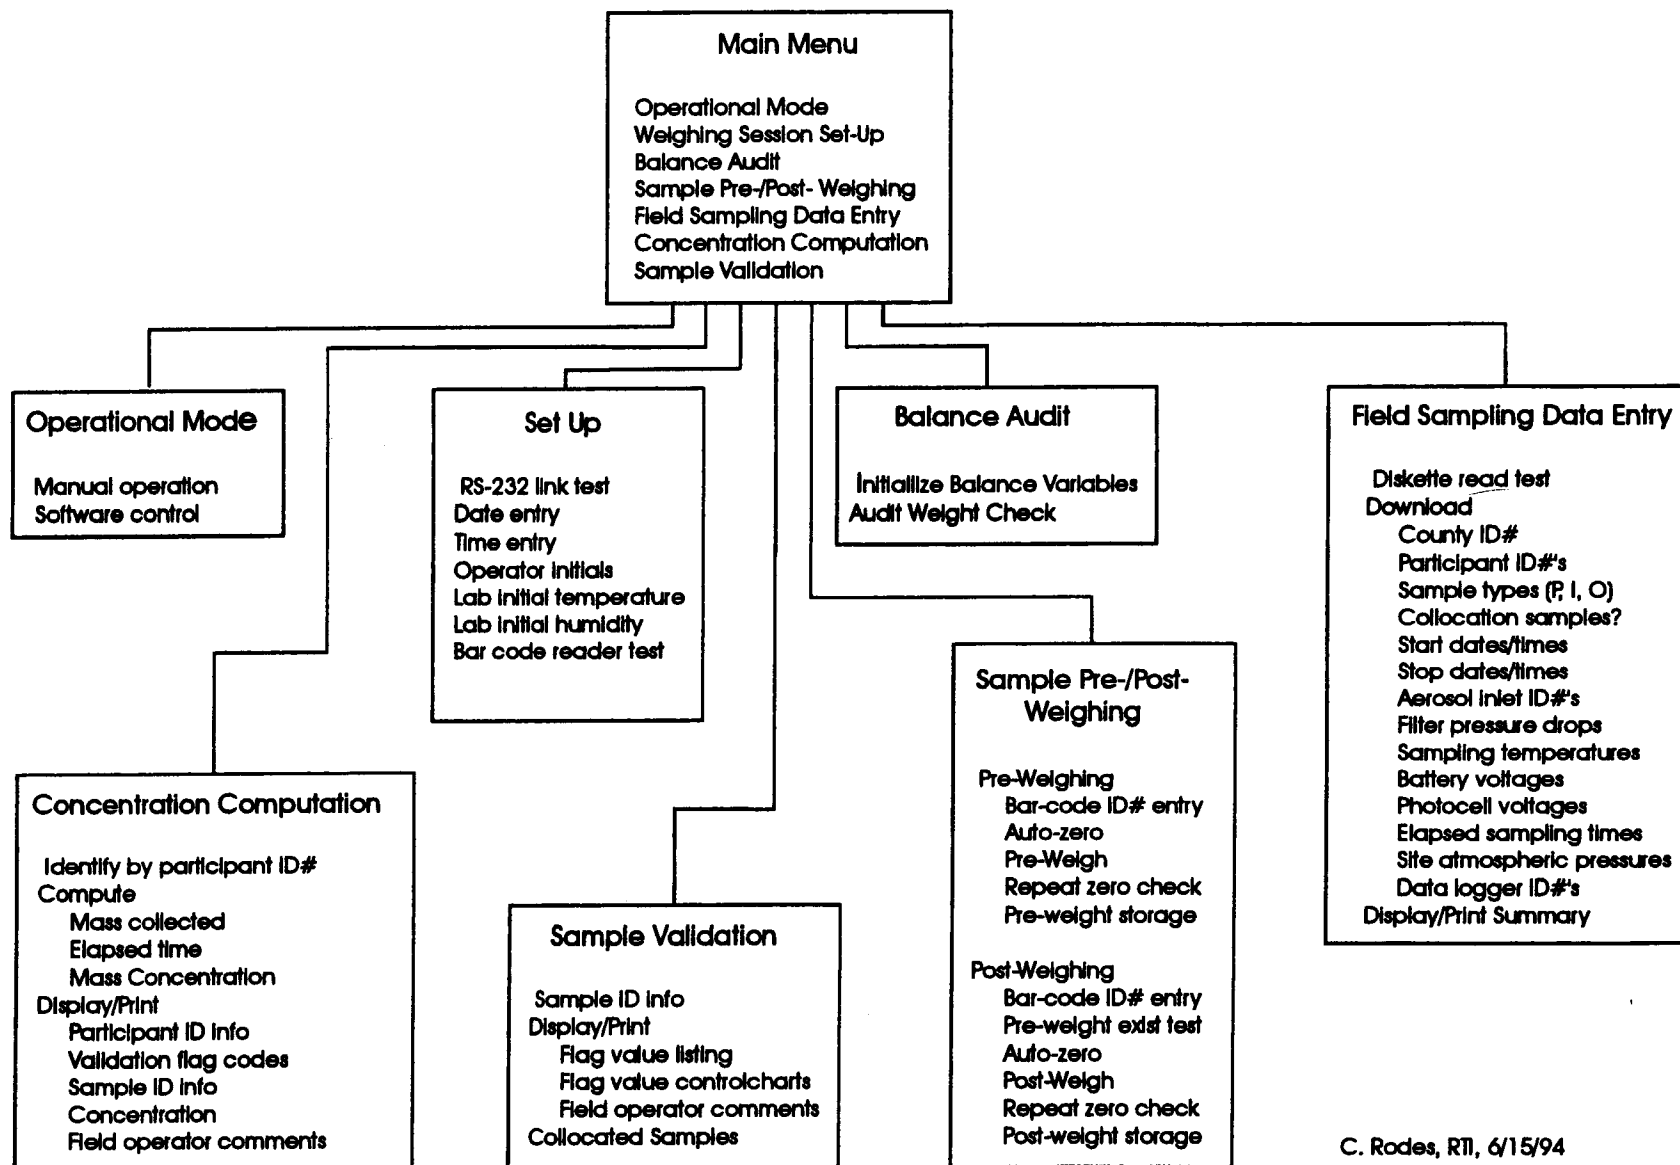 Main Menu
Operational Mode
Weighing Session Set-Up
Balance Audit
Sample Pre-/Post- Weighing
Field Sampling Data Entry
Concentration Computation
Sample Validation
Operational Mode
Manual operation
Software control
Set Up
RS-232 link test
Date entry
Time entry
Operator initials
Lab initial temperature
Lab initial humidity
Bar code reader test
Balance Audit
Initiallize Balance Variables
Audit Weight Check
Field Sampling Data Entry
Diskette read test
Download
County ID#
Participant ID#'s
Sample types (P, I, O)
Collocation samples?
Start dates/times
Stop dates/times
Aerosol inlet ID#'s
Filter pressure drops
Sampling temperatures
Battery voltages
Photocell voltages
Elapsed sampling times
Site atmospheric pressures
Data logger ID#'s
Display/Print Summary
Concentration Computation
Identify by participant ID#
Compute
Mass collected
Elapsed time
Mass Concentration
Display/Print
Participant ID info
Validation flag codes
Sample ID info
Concentration
Field operator comments
Sample Validation
Sample ID info
Display/Print
Flag value listing
Flag value controlcharts
Field operator comments
Collocated Samples
Sample Pre-/Post-
Weighing
Pre-Weighing
Bar-code ID# entry
Auto-zero
Pre-Weigh
Repeat zero check
Pre-weight storage
Post-Weighing
Bar-code ID# entry
Pre-weight exist test
Auto-zero
Post-Weigh
Repeat zero check
Post-weight storage
C. Rodes, RTI, 6/15/94